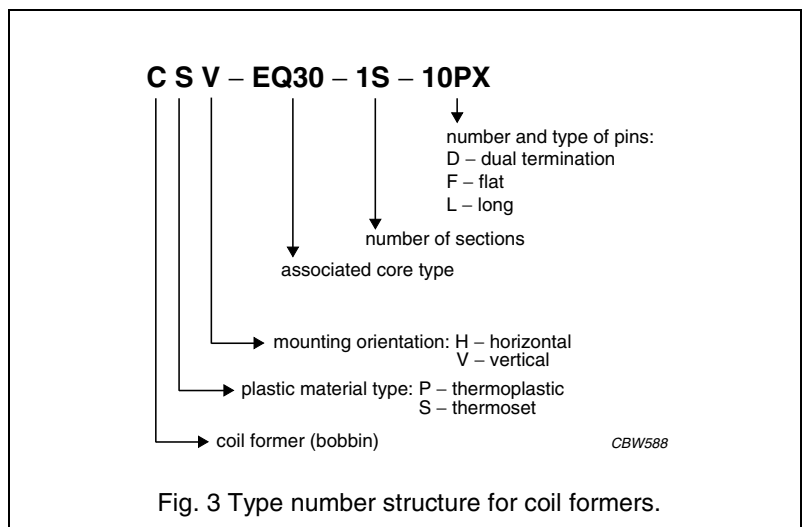 C S V – EQ30 – 1S – 10PX
number and type of pins:
D – dual termination
F – flat
L – long
number of sections
associated core type
mounting orientation: H – horizontal
V – vertical
plastic material type: P – thermoplastic
S – thermoset
coil former (bobbin)
CBW588
Fig. 3 Type number structure for coil formers.